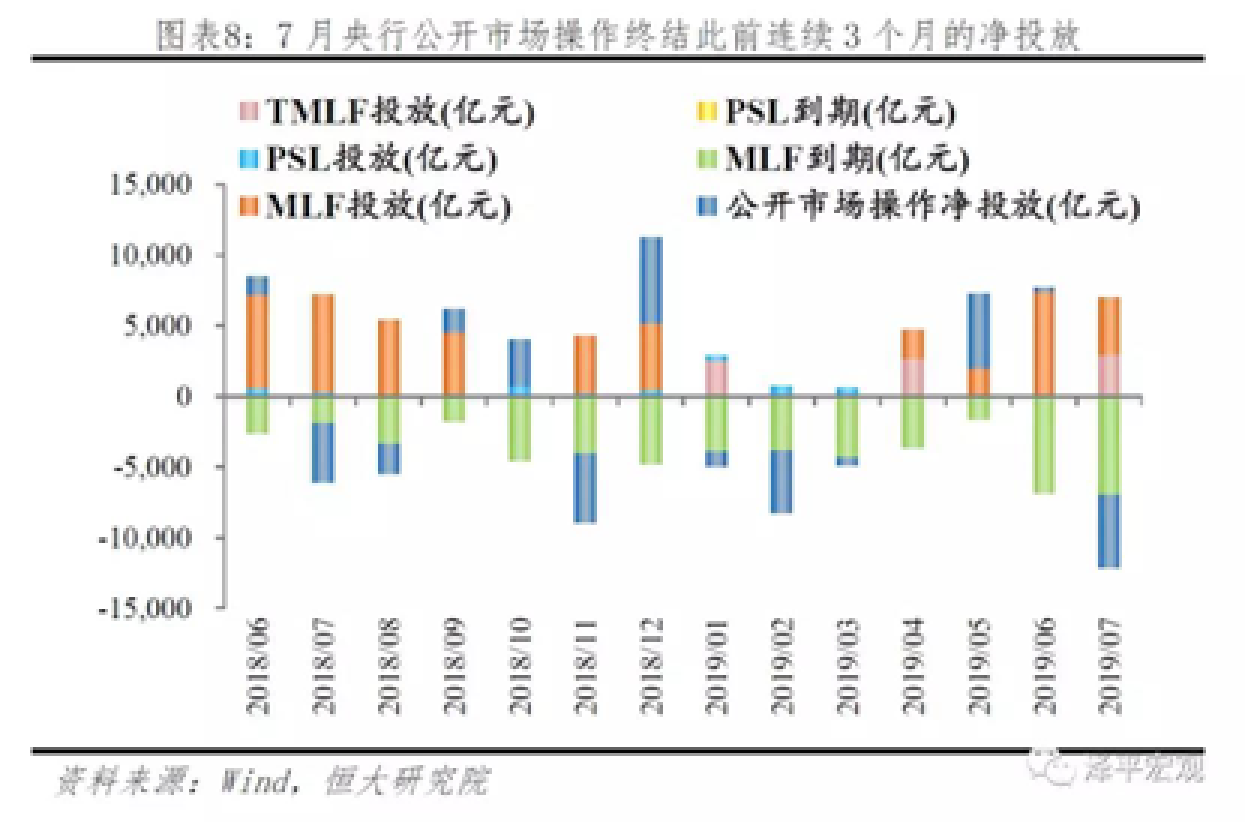 图表8：7月央行公开市场操作终结此前连续3个月的净投放
TMLF投放(亿元)
PSL到期(亿元)
PSL投放(亿元)
MLF到期(亿元)
MLF投放(亿元)
公开市场操作净投放(亿元)
15,000
10,000
5,000
0
-5,000
-10,000
-15,000
2018/06
2018/07
2018/08
2018/09
2018/10
2018/11
2018/12
2019/01
2019/02
2019/03
2019/04
2019/05
2019/06
2019/07
资料来源：Wind，恒大研究院
泽平宏观